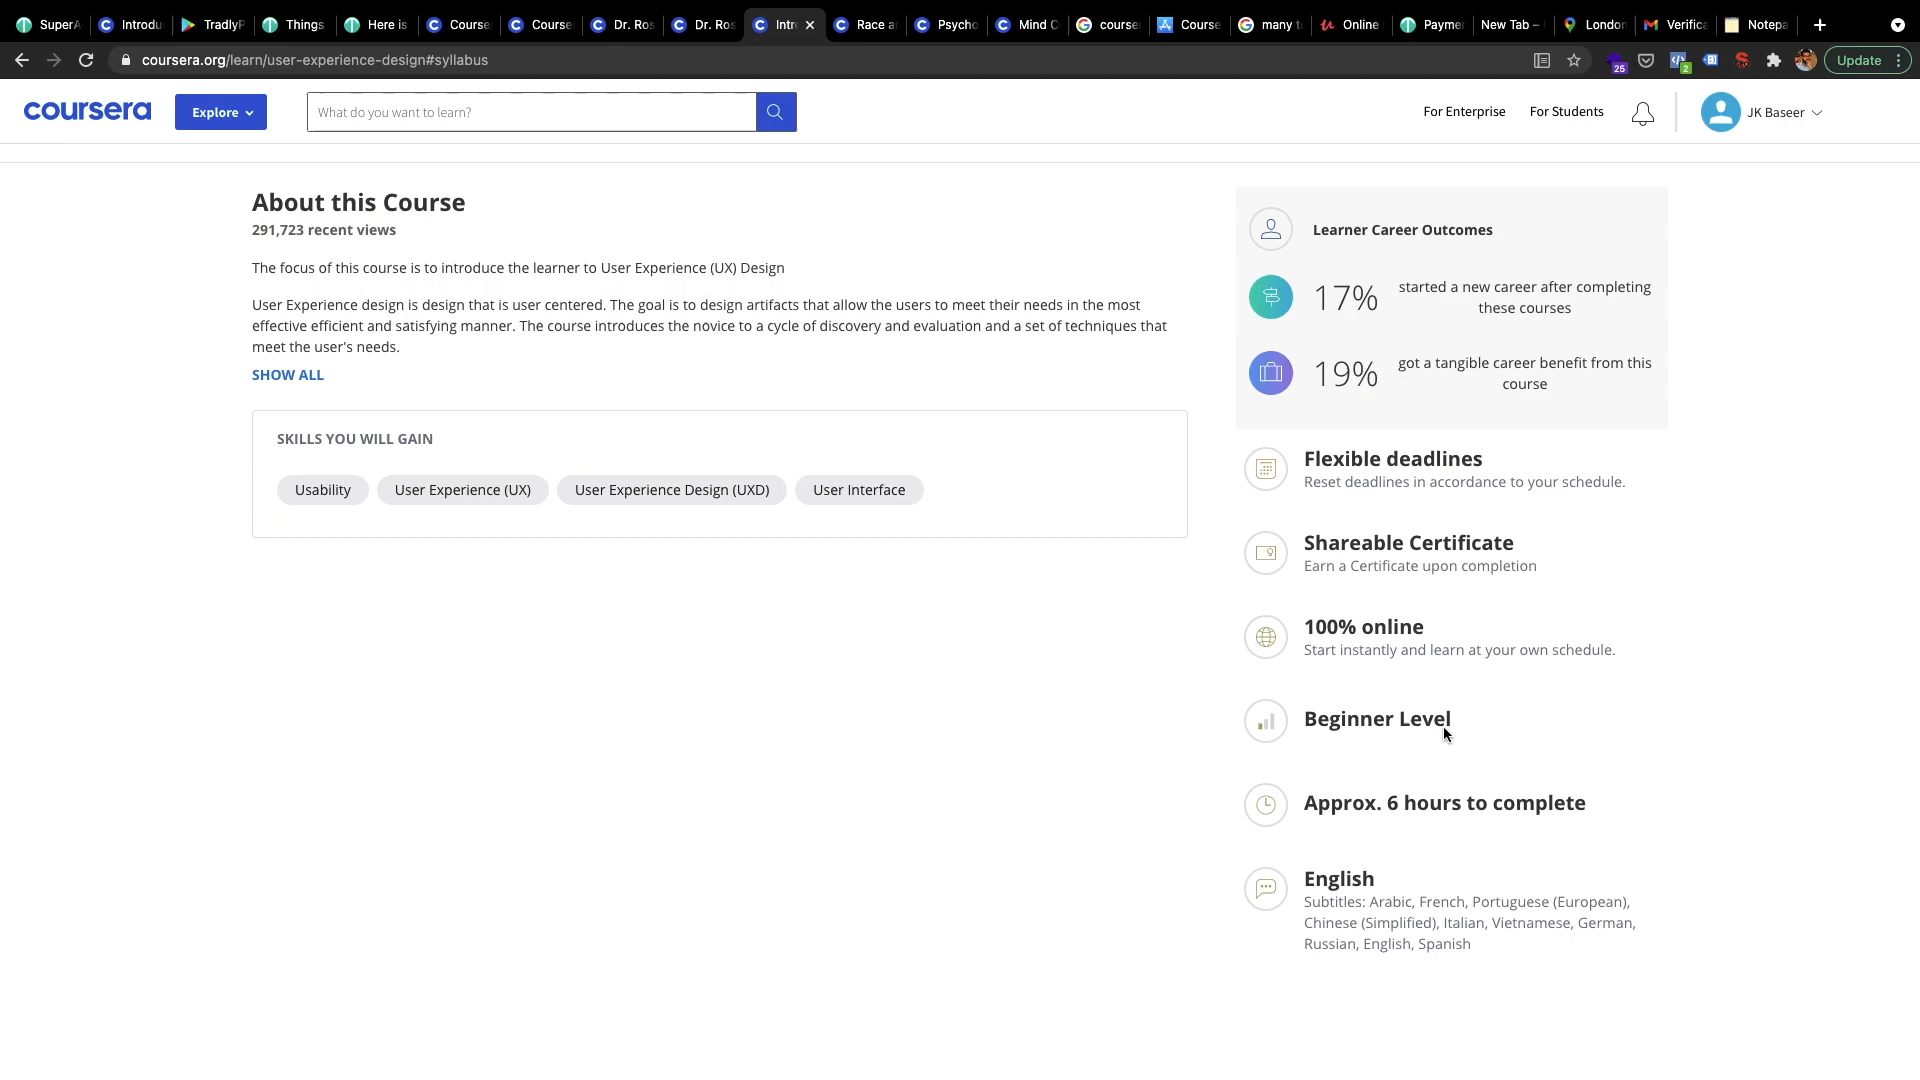 SuperA
Introdu
TradlyP
Things
Here is
Course
Course
Dr. Ros
Dr. Ros
Intr
Race a
Psycho
Mind C
course
Course
many t
Online
Payme
New Tab –
London
Verifica
Notepa
coursera.org/learn/user-experience-design#syllabus
25
2
Update
coursera
Explore
What do you want to learn?
For Enterprise
For Students
JK Baseer
About this Course
291,723 recent views
The focus of this course is to introduce the learner to User Experience (UX) Design
User Experience design is design that is user centered. The goal is to design artifacts that allow the users to meet their needs in the most
effective efficient and satisfying manner. The course introduces the novice to a cycle of discovery and evaluation and a set of techniques that
meet the user's needs.
SHOW ALL
SKILLS YOU WILL GAIN
Usability
User Experience (UX)
User Experience Design (UXD)
User Interface
Learner Career Outcomes
17%
started a new career after completing
these courses
19%
got a tangible career benefit from this
course
Flexible deadlines
Reset deadlines in accordance to your schedule.
Shareable Certificate
Earn a Certificate upon completion
100% online
Start instantly and learn at your own schedule.
Beginner Level
Approx. 6 hours to complete
English
Subtitles: Arabic, French, Portuguese (European),
Chinese (Simplified), Italian, Vietnamese, German,
Russian, English, Spanish